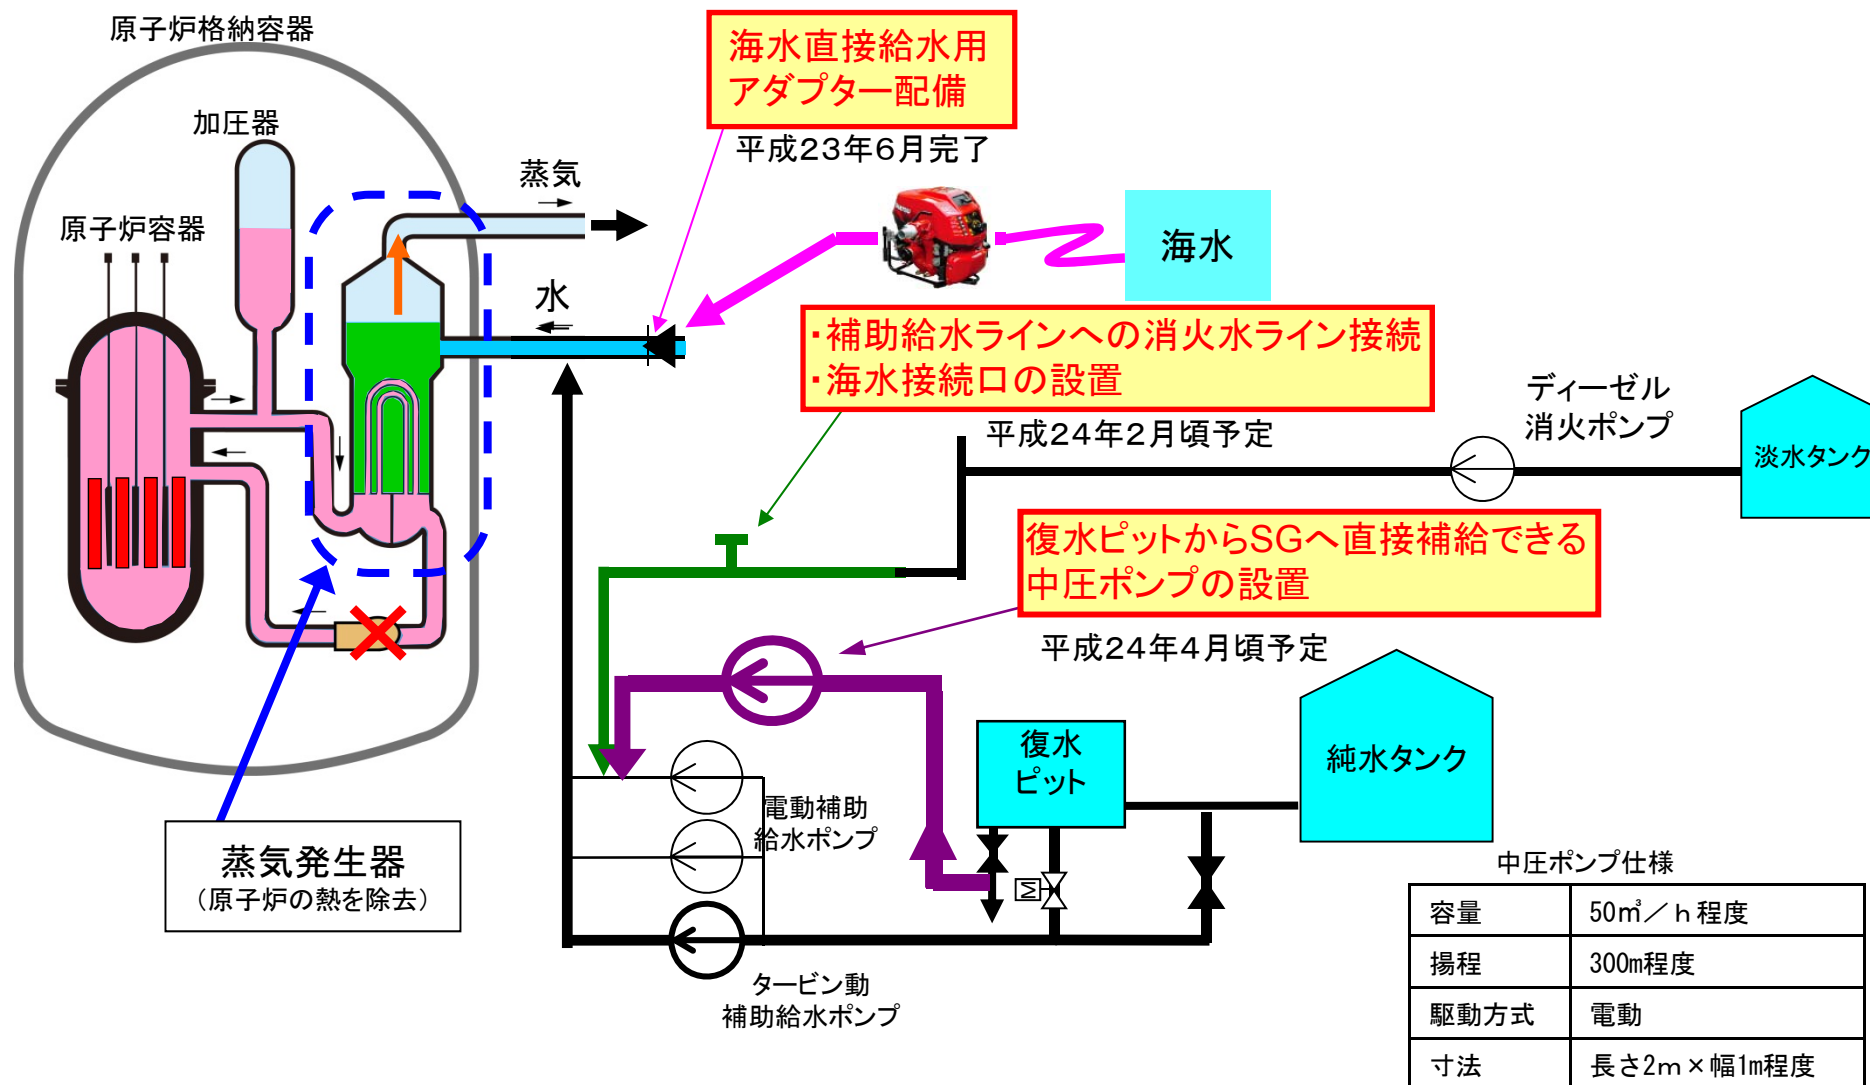 原子炉格納容器
加圧器
原子炉容器
蒸気
水
海水直接給水用
アダプター配備
平成23年6月完了
海水
・補助給水ラインへの消火水ライン接続
・海水接続口の設置
平成24年2月頃予定
ディーゼル
消火ポンプ
淡水タンク
復水ピットからSGへ直接補給できる
中圧ポンプの設置
平成24年4月頃予定
復水
ピット
純水タンク
電動補助
給水ポンプ
M
タービン動
補助給水ポンプ
蒸気発生器
(原子炉の熱を除去)
中圧ポンプ仕様
容量 50㎥／ｈ程度
揚程 300m程度
駆動方式 電動
寸法 長さ2ｍ×幅1m程度